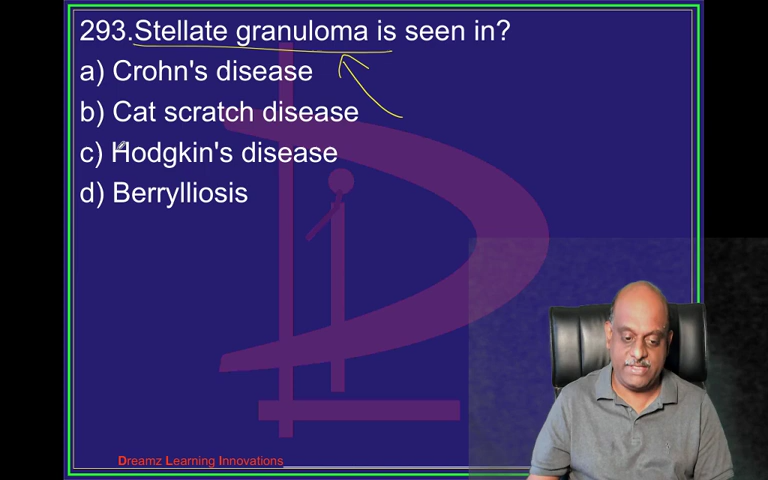 293.Stellate granuloma is seen in?
a) Crohn's disease
b) Cat scratch disease
c) Hodgkin's disease
d) Berrylliosis
Dreamz Learning Innovations